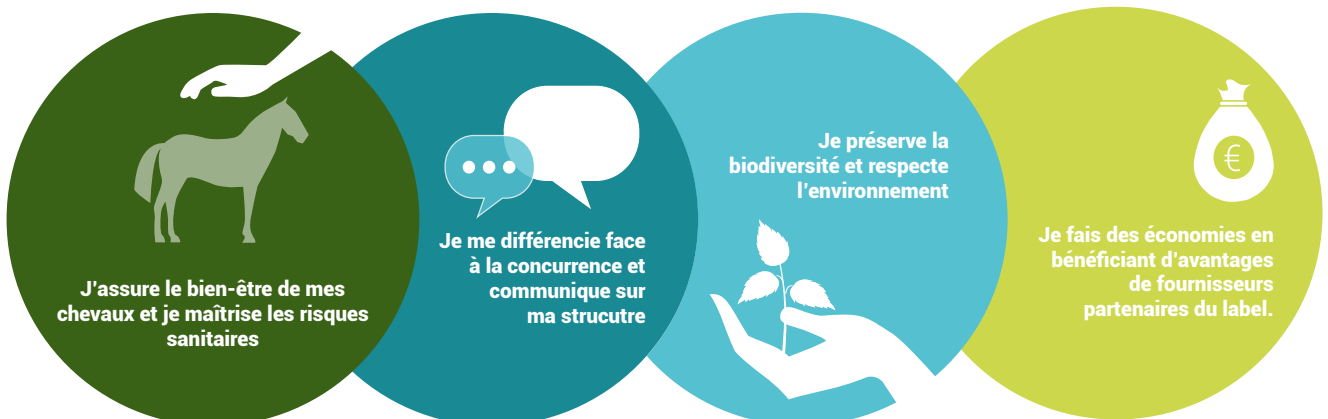 J'assure le bien-être de mes
chevaux et je maîtrise les risques
sanitaires
Je me différencie face
à la concurrence et
communique sur
ma strucutre
Je préserve la
biodiversité et respecte
l'environnement
€
Je fais des économies en
bénéficiant d'avantages
de fournisseurs
partenaires du label.